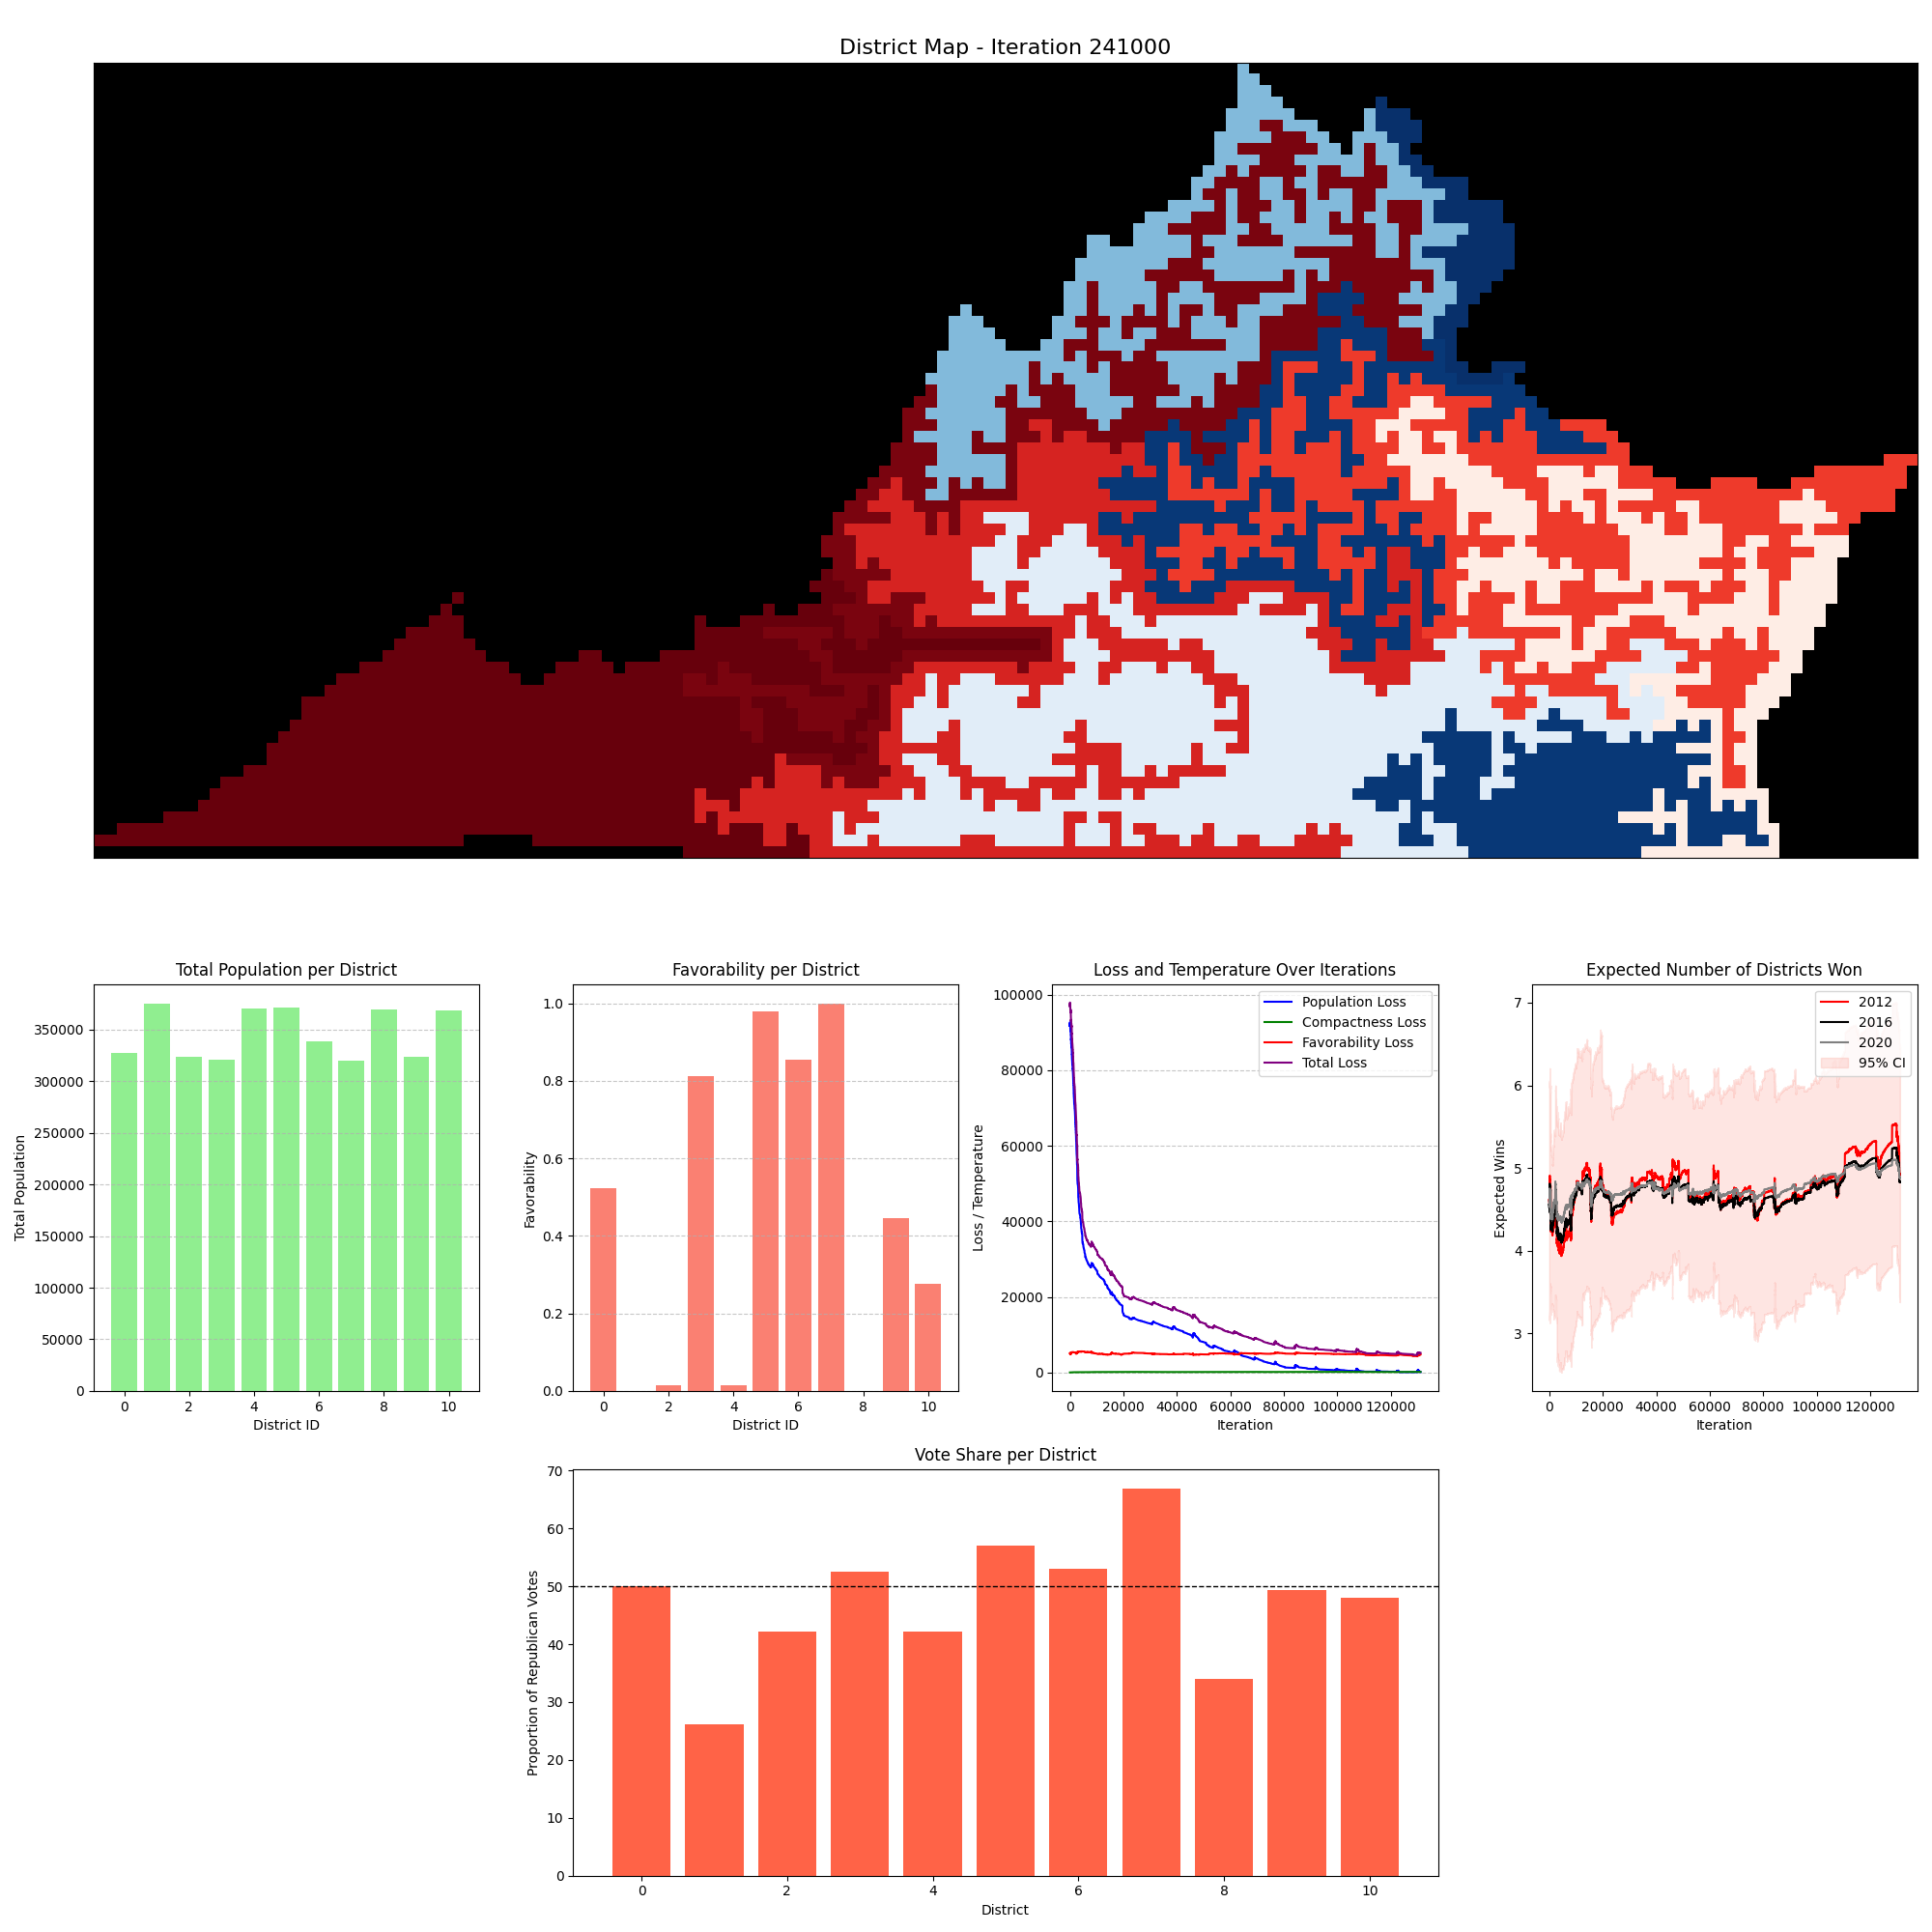 District Map - Iteration 241000
Total Population per District
Total Population
350000
300000
250000
200000
150000
100000
50000
0
0 2 4 6 8 10
District ID
Favorability per District
Favorability
1.0
0.8
0.6
0.4
0.2
0.0
0 2 4 6 8 10
District ID
Loss and Temperature Over Iterations
Loss / Temperature
100000
80000
60000
40000
20000
0
Population Loss
Compactness Loss
Favorability Loss
Total Loss
0 20000 40000 60000 80000 100000 120000
Iteration
Expected Number of Districts Won
Expected Wins
7
6
5
4
3
2012
2016
2020
95% CI
0 20000 40000 60000 80000 100000 120000
Iteration
Vote Share per District
Proportion of Republican Votes
70
60
50
40
30
20
10
0
0 2 4 6 8 10
District